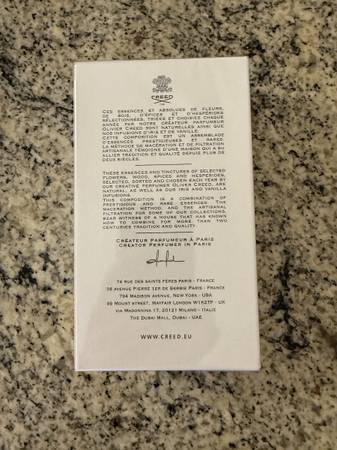 CREED
CES ESSENCES ET ABSOLUES DE FLEURS,
DE BOIS, D'ÉPICES ET D'HESPÉRIDES
SÉLECTIONNÉES, TRIÉES ET CHOISIES CHAQUE
ANNÉE PAR NOTRE CRÉATEUR PARFUMEUR
OLIVIER CREED SONT NATURELLES AINSI QUE
NOS INFUSIONS D'IRIS ET DE VANILLE.
CETTE COMPOSITION EST UN ASSEMBLAGE
D'ESSENCES PRESTIGIEUSES ET RARES.
LA MÉTHODE DE MACÉRATION ET DE FILTRATION
ARTISANALE TÉMOIGNE D'UNE MAISON QUI A SU
ALLIER TRADITION ET QUALITÉ DEPUIS PLUS DE
DEUX SIÈCLES.
THESE ESSENCES AND TINCTURES OF SELECTED
FLOWERS, WOOD, SPICES AND HESPERIDES,
SELECTED, SORTED AND CHOSEN EACH YEAR BY
OUR CREATIVE PERFUMER OLIVIER CREED, ARE
NATURAL, AS WELL AS OUR IRIS AND VANILLA
INFUSIONS.
THIS COMPOSITION IS A COMBINATION OF
PRESTIGIOUS AND RARE ESSENCES. THE
MACERATION METHOD, AND THE ARTISANAL
FILTRATION FOR SOME OF OUR COLLECTIONS,
BEAR WITNESS OF A HOUSE THAT HAS KNOWN
HOW TO COMBINE FOR MORE THAN TWO
CENTURIES TRADITION AND QUALITY.
CRÉATEUR PARFUMEUR À PARIS
CREATOR PERFUMER IN PARIS
74 RUE DES SAINTS PÈRES PARIS - FRANCE
38 AVENUE PIERRE 1ER DE SERBIE PARIS - FRANCE
794 MADISON AVENUE, NEW YORK - USA
99 MOUNT STREET, MAYFAIR LONDON W1K2TF - UK
VIA MADONNINA 17, 20121 MILANO - ITALIE
THE DUBAI MALL, DUBAI - UAE
WWW.CREED.EU